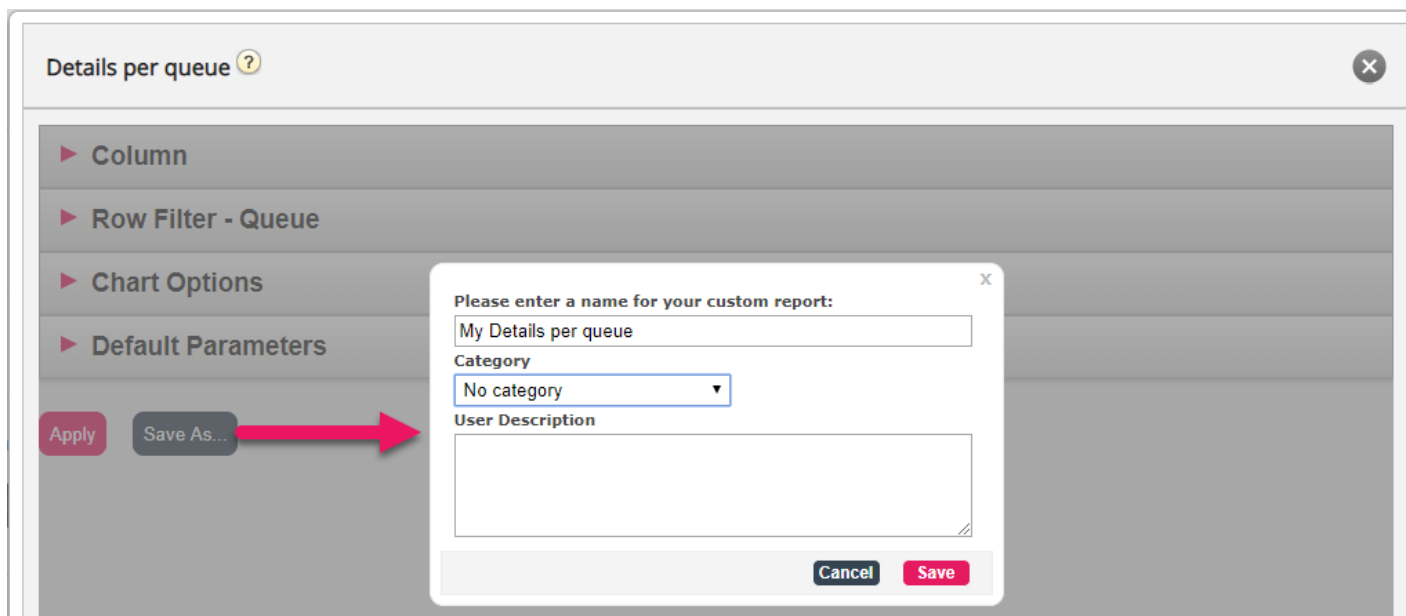 Details per queue ?
Column
Row Filter - Queue
Chart Options
Default Parameters
Apply
Save As...
x
Please enter a name for your custom report:
My Details per queue
Category
No category
User Description
Cancel
Save